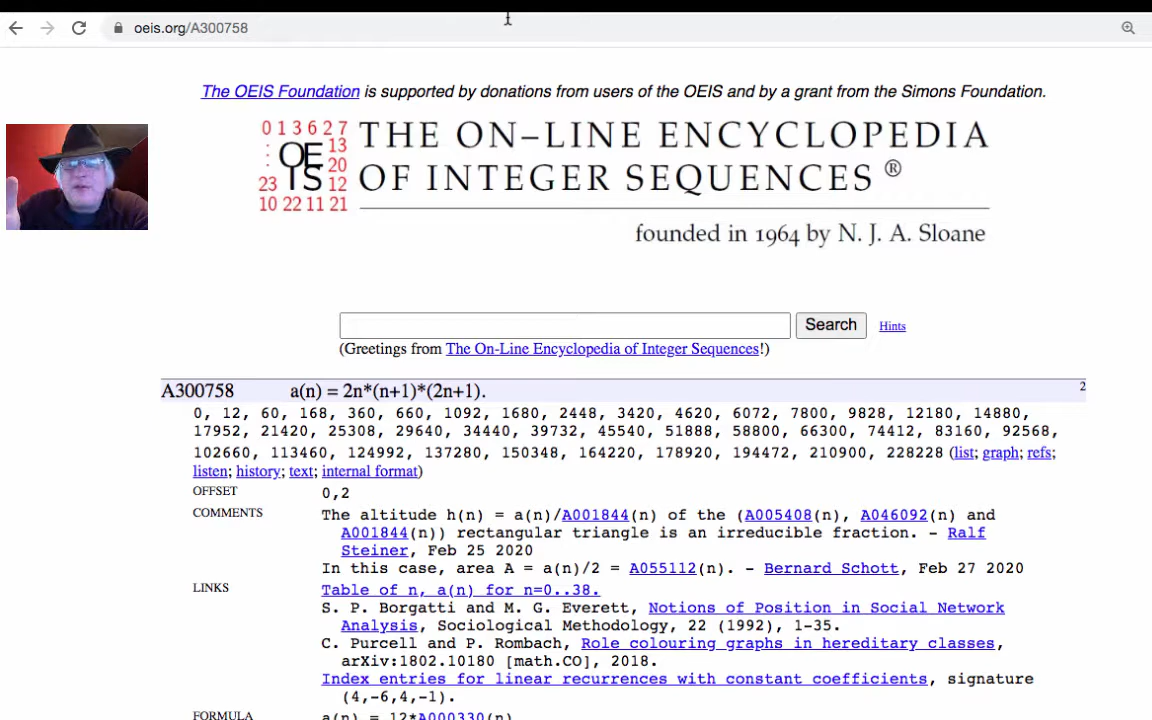 oeis.org/A300758
The OEIS Foundation is supported by donations from users of the OEIS and by a grant from the Simons Foundation.
0 1 3 6 2 7
: OE 13
: IS 20
23 12
10 22 11 21
THE ON-LINE ENCYCLOPEDIA
OF INTEGER SEQUENCES ®
founded in 1964 by N. J. A. Sloane
Search Hints
(Greetings from The On-Line Encyclopedia of Integer Sequences!)
A300758 a(n) = 2n*(n+1)*(2n+1). 2
0, 12, 60, 168, 360, 660, 1092, 1680, 2448, 3420, 4620, 6072, 7800, 9828, 12180, 14880,
17952, 21420, 25308, 29640, 34440, 39732, 45540, 51888, 58800, 66300, 74412, 83160, 92568,
102660, 113460, 124992, 137280, 150348, 164220, 178920, 194472, 210900, 228228 (list; graph; refs;
listen; history; text; internal format)
OFFSET 0,2
COMMENTS The altitude h(n) = a(n)/A001844(n) of the (A005408(n), A046092(n) and
A001844(n)) rectangular triangle is an irreducible fraction. - Ralf
Steiner, Feb 25 2020
In this case, area A = a(n)/2 = A055112(n). - Bernard Schott, Feb 27 2020
LINKS Table of n, a(n) for n=0..38.
S. P. Borgatti and M. G. Everett, Notions of Position in Social Network
Analysis, Sociological Methodology, 22 (1992), 1-35.
C. Purcell and P. Rombach, Role colouring graphs in hereditary classes,
arXiv:1802.10180 [math.CO], 2018.
Index entries for linear recurrences with constant coefficients, signature
(4,-6,4,-1).
FORMULA a(n) = 12*A000330(n)